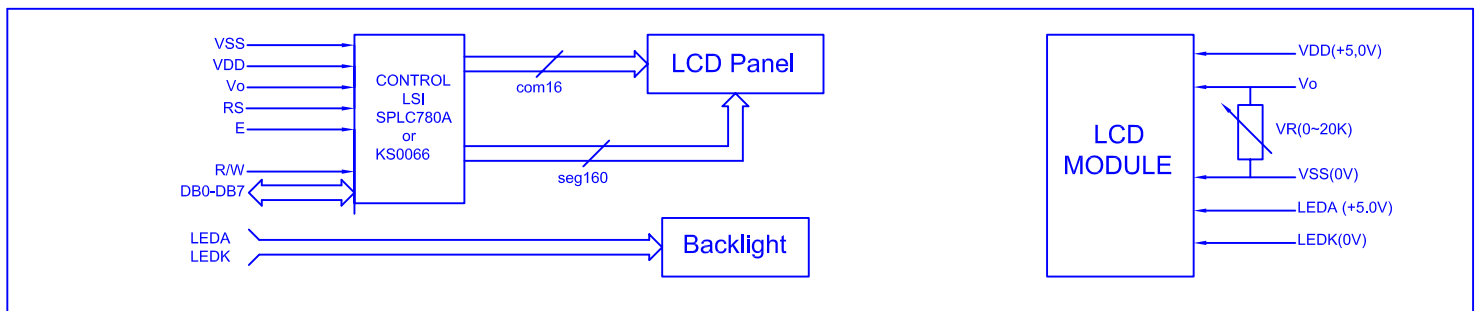 VSS
VDD
Vo
RS
E
R/W
DB0-DB7
LEDA
LEDK
CONTROL
LSI
SPLC780A
or
KS0066
com16
seg160
LCD Panel
Backlight
LCD
MODULE
VDD(+5,0V)
Vo
VR(0~20K)
VSS(0V)
LEDA (+5.0V)
LEDK(0V)